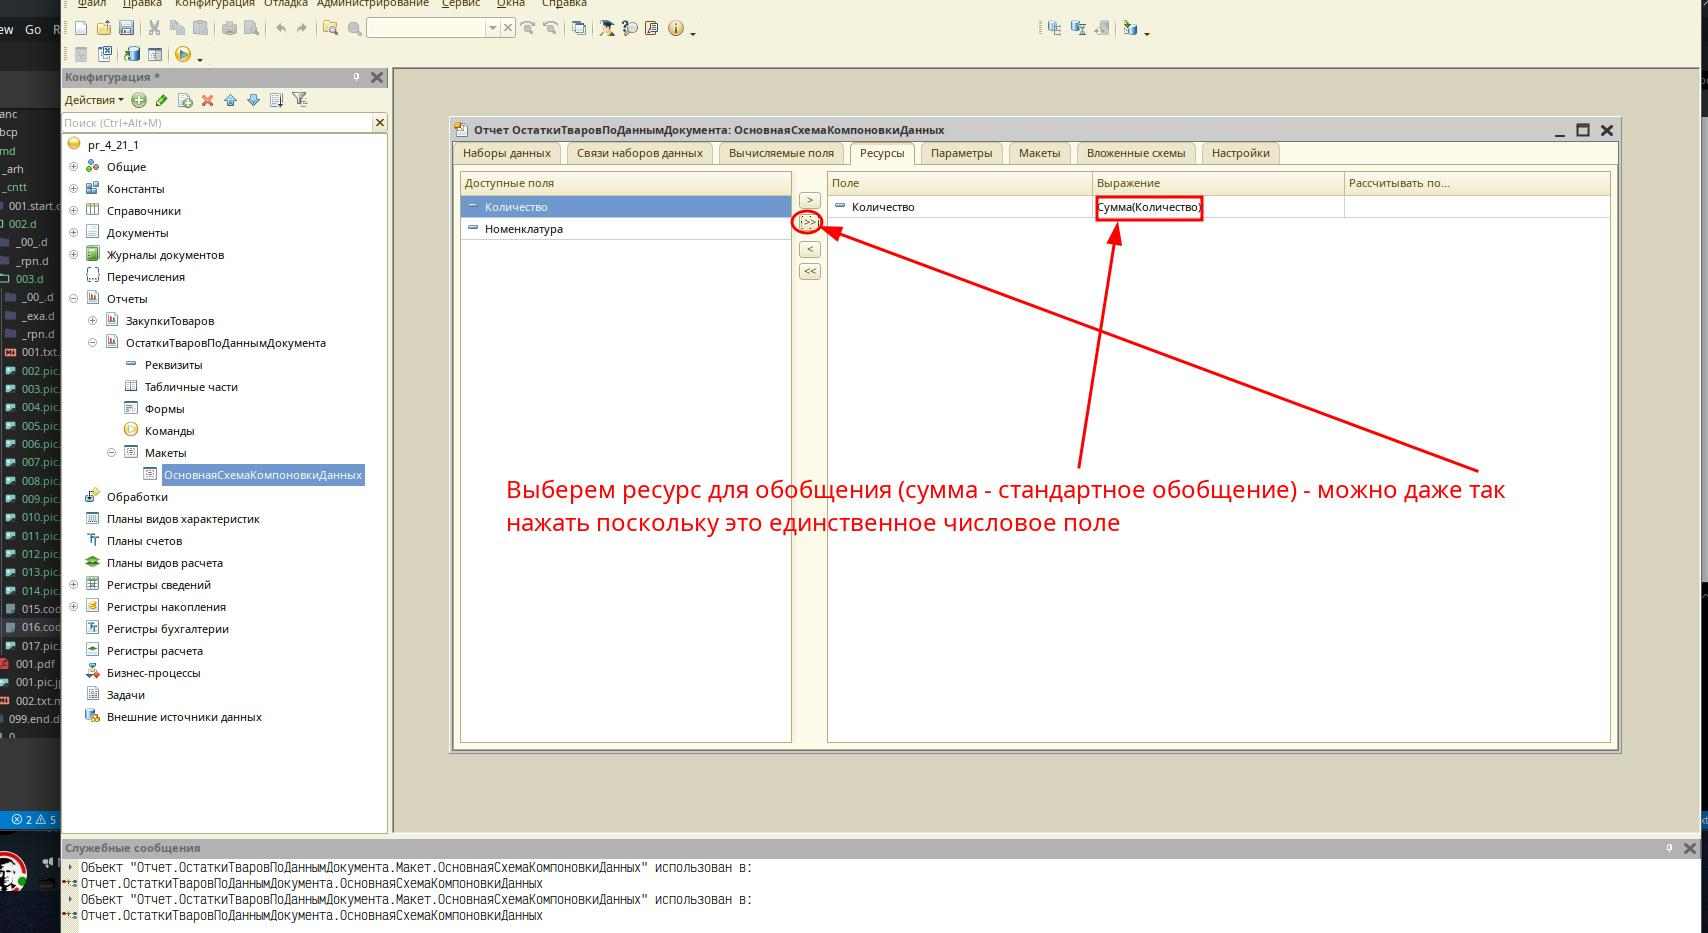 ew Go R
Файл Правка Конфигурация Отладка Администрирование Сервис Окна Справка
Конфигурация *
Действия
Поиск (Ctrl+Alt+M)
pr_4_21_1
Общие
Константы
Справочники
Документы
Журналы документов
Перечисления
Отчеты
ЗакупкиТоваров
ОстаткиТваровПоДаннымДокумента
Реквизиты
Табличные части
Формы
Команды
Макеты
ОсновнаяСхемаКомпоновкиДанных
Обработки
Планы видов характеристик
Планы счетов
Планы видов расчета
Регистры сведений
Регистры накопления
Регистры бухгалтерии
Регистры расчета
Бизнес-процессы
Задачи
Внешние источники данных
anc
bcp
md
_arh
_cntt
001.start.c
002.d
_00_.d
_rpn.d
003.d
_00_.d
_exa.d
_rpn.d
001.txt.
002.pic.
003.pic.
004.pic.
005.pic.
006.pic.
007.pic.
008.pic.
009.pic.
010.pic.
011.pic.
012.pic.
013.pic.
014.pic.
015.cod
016.cod
017.pic.
001.pdf
001.pic.j
002.txt.n
099.end.d
2 5
Отчет ОстаткиТваровПоДаннымДокумента: ОсновнаяСхемаКомпоновкиДанных
Наборы данных Связи наборов данных Вычисляемые поля Ресурсы Параметры Макеты Вложенные схемы Настройки
Доступные поля
Количество
Номенклатура
>
>>
<
<<
Поле Выражение Рассчитывать по...
Количество Сумма(Количество)
Выберем ресурс для обобщения (сумма - стандартное обобщение) - можно даже так
нажать поскольку это единственное числовое поле
Служебные сообщения
Объект "Отчет.ОстаткиТваровПоДаннымДокумента.Макет.ОсновнаяСхемаКомпоновкиДанных" использован в:
Отчет.ОстаткиТваровПоДаннымДокумента.ОсновнаяСхемаКомпоновкиДанных
Объект "Отчет.ОстаткиТваровПоДаннымДокумента.Макет.ОсновнаяСхемаКомпоновкиДанных" использован в:
Отчет.ОстаткиТваровПоДаннымДокумента.ОсновнаяСхемаКомпоновкиДанных